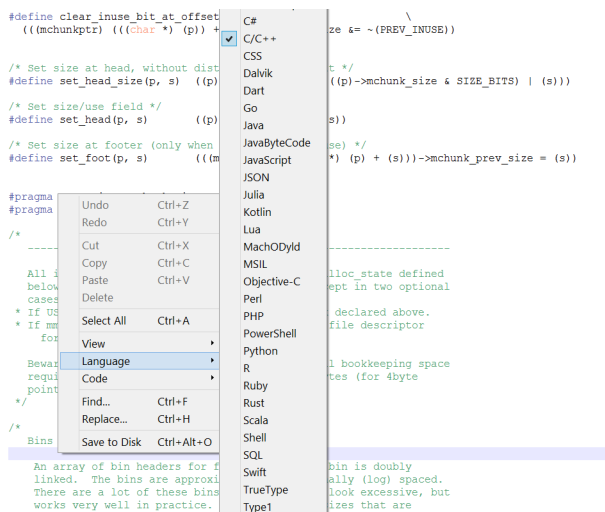 #define clear_inuse_bit_at_offset \
(((mchunkptr) (((char *) (p)) + ze &= ~(PREV_INUSE))
/* Set size at head, without dist t */
#define set_head_size(p, s) ((p) ((p)->mchunk_size & SIZE_BITS) | (s)))
/* Set size/use field */
#define set_head(p, s) ((p) s))
/* Set size at footer (only when se) */
#define set_foot(p, s) (((m *) (p) + (s)))->mchunk_prev_size = (s))
#pragma
#pragma
/*
All i lloc_state defined
below ept in two optional
cases
* If US declared above.
* If mm file descriptor
for
Bewar l bookkeeping space
requi tes (for 4byte
point
*/
/*
Bins
An array of bin headers for f bin is doubly
linked. The bins are approxi ally (log) spaced.
There are a lot of these bins look excessive, but
works very well in practice. izes that are
Undo Ctrl+Z
Redo Ctrl+Y
Cut Ctrl+X
Copy Ctrl+C
Paste Ctrl+V
Delete
Select All Ctrl+A
View
Language
Code
Find... Ctrl+F
Replace... Ctrl+H
Save to Disk Ctrl+Alt+O
C#
C/C++
CSS
Dalvik
Dart
Go
Java
JavaByteCode
JavaScript
JSON
Julia
Kotlin
Lua
MachODyld
MSIL
Objective-C
Perl
PHP
PowerShell
Python
R
Ruby
Rust
Scala
Shell
SQL
Swift
TrueType
Type1